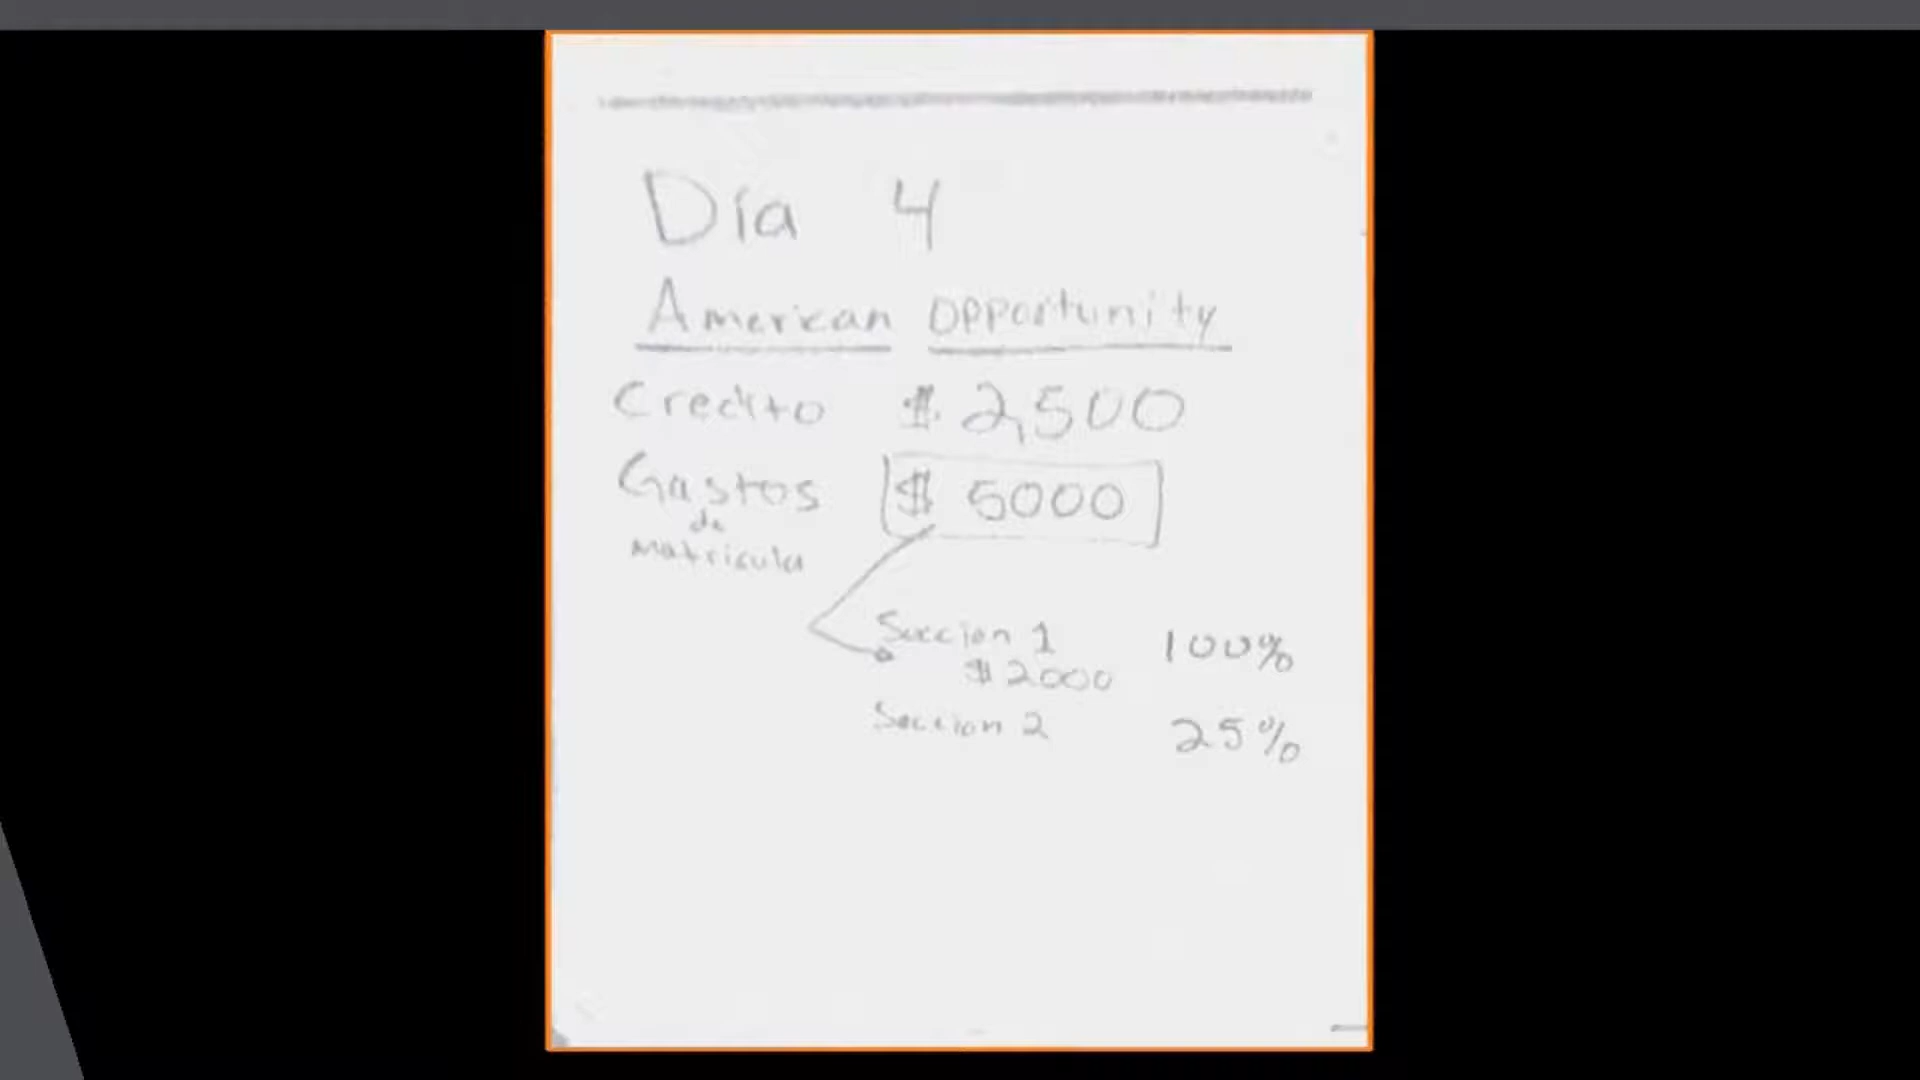 Día 4
American opportunity
Credito $ 2,500
Gastos $ 5000
de
matricula
Seccion 1 100%
$ 2000
Seccion 2 25%